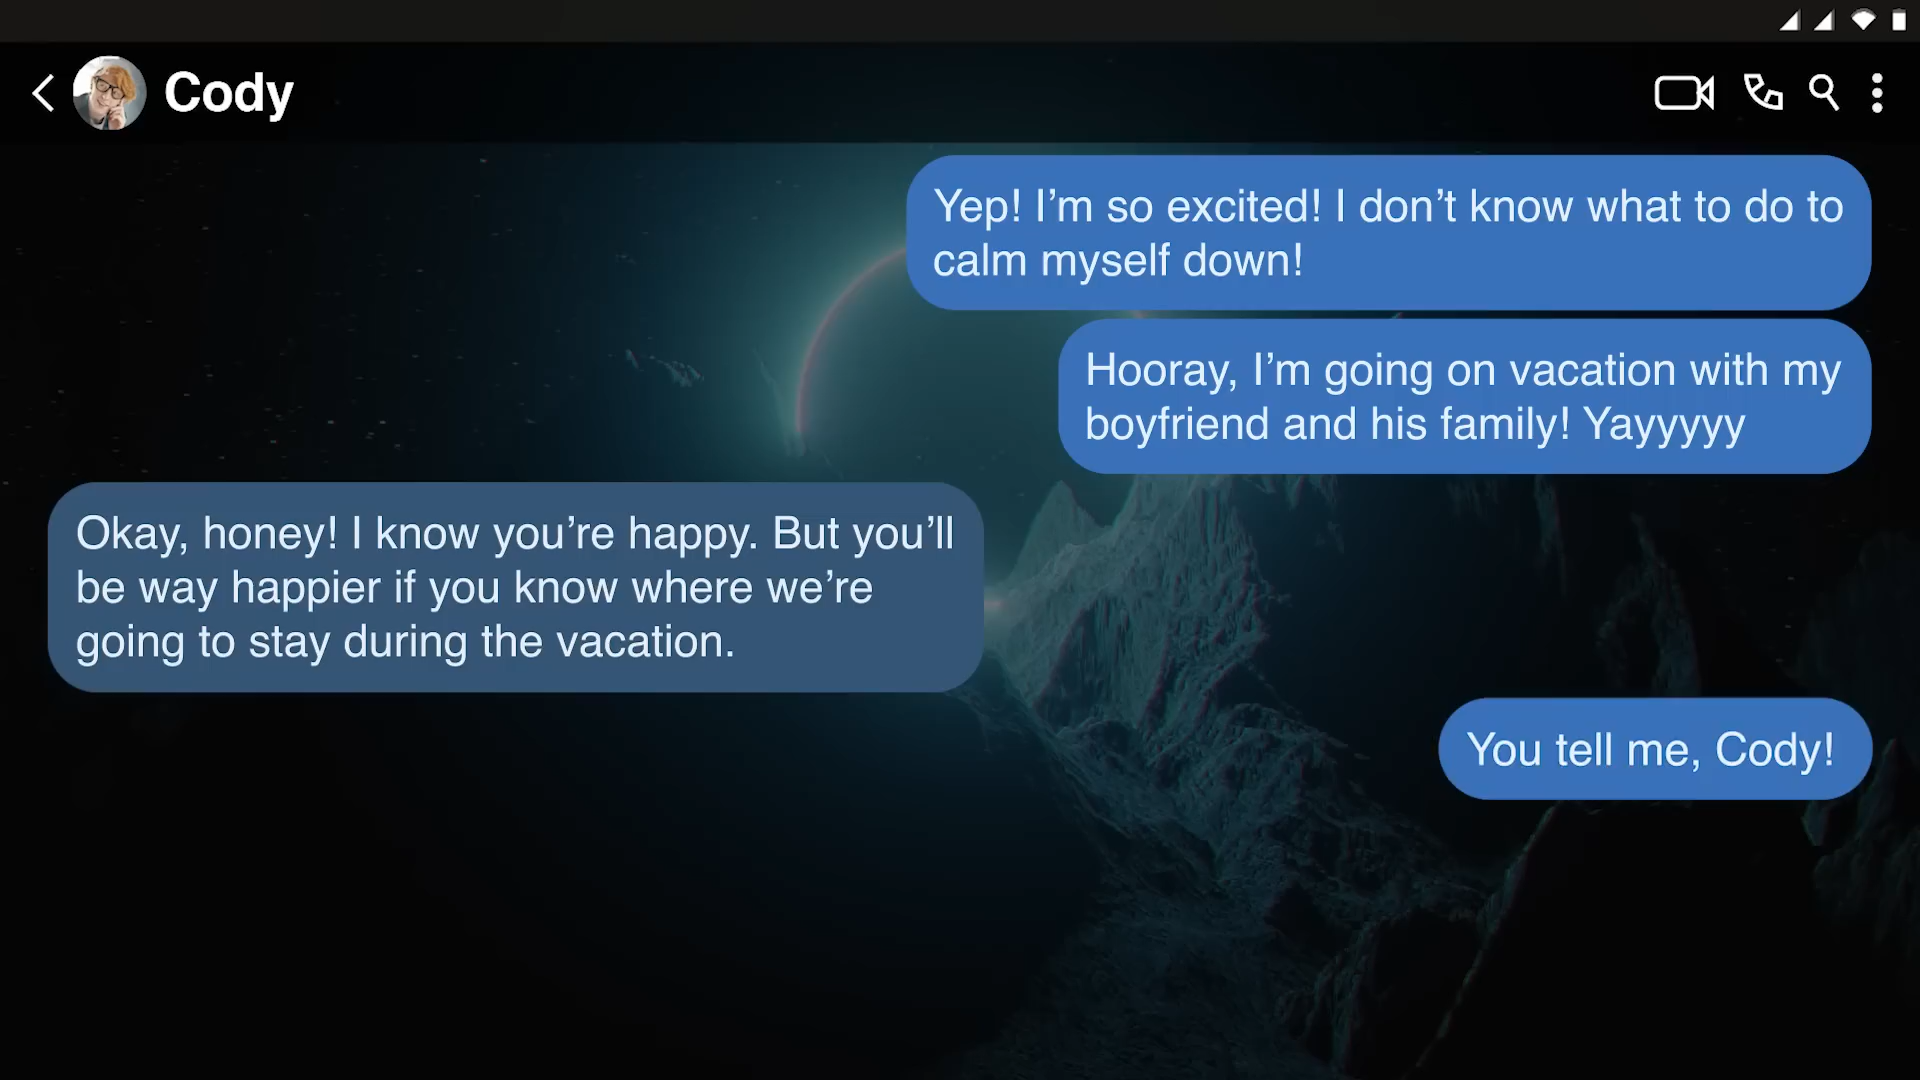 Cody
Yep! I’m so excited! I don’t know what to do to
calm myself down!
Hooray, I’m going on vacation with my
boyfriend and his family! Yayyyyy
Okay, honey! I know you’re happy. But you’ll
be way happier if you know where we’re
going to stay during the vacation.
You tell me, Cody!